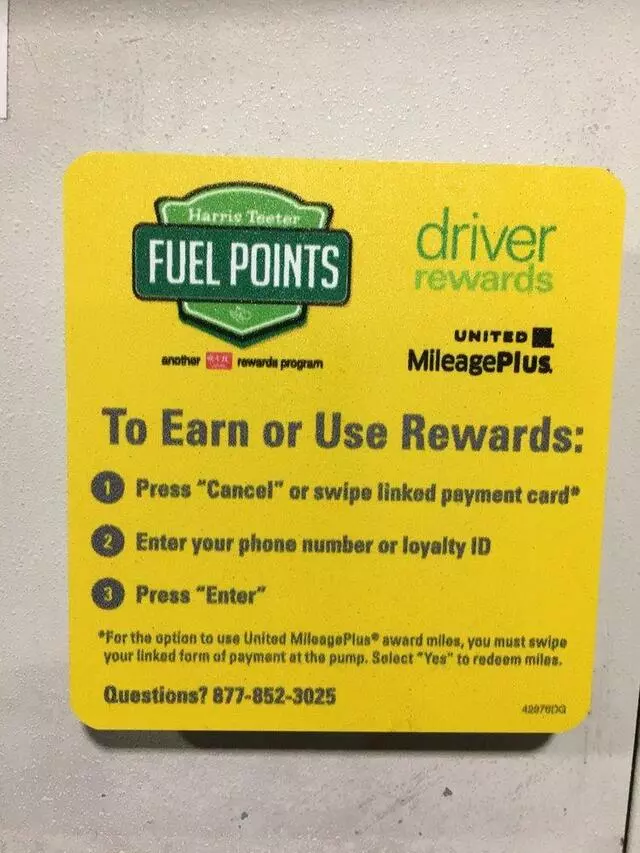 Harris Teeter
FUEL POINTS
another rewards program
driver
rewards
UNITED
MileagePlus
To Earn or Use Rewards:
1 Press "Cancel" or swipe linked payment card*
2 Enter your phone number or loyalty ID
3 Press "Enter"
*For the option to use United MileagePlus® award miles, you must swipe
your linked form of payment at the pump. Select "Yes" to redeem miles.
Questions? 877-852-3025